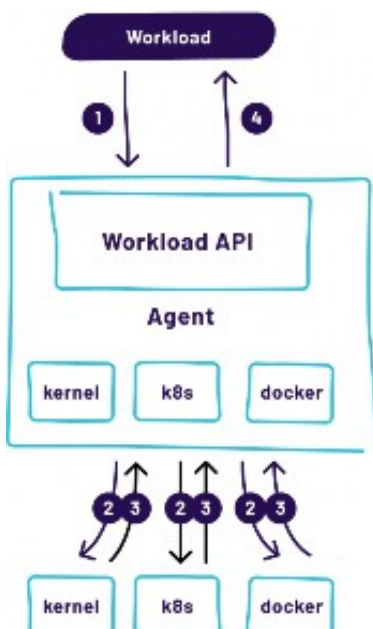 Workload
1 4
Workload API
Agent
kernel k8s docker
2 3 2 3 2 3
kernel k8s docker